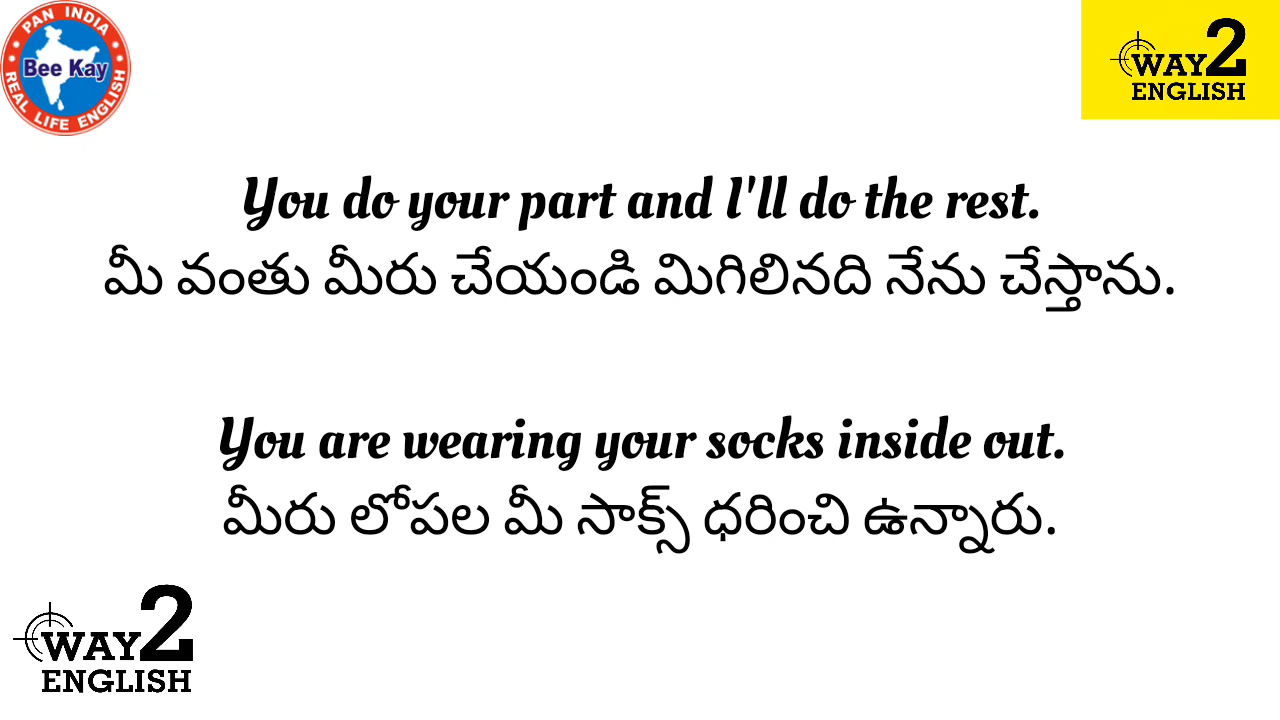 PAN INDIA
Bee Kay
REAL LIFE ENGLISH
WAY2
ENGLISH
You do your part and I'll do the rest.
మీ వంతు మీరు చేయండి మిగిలినది నేను చేస్తాను.
You are wearing your socks inside out.
మీరు లోపల మీ సాక్స్ ధరించి ఉన్నారు.
WAY2
ENGLISH